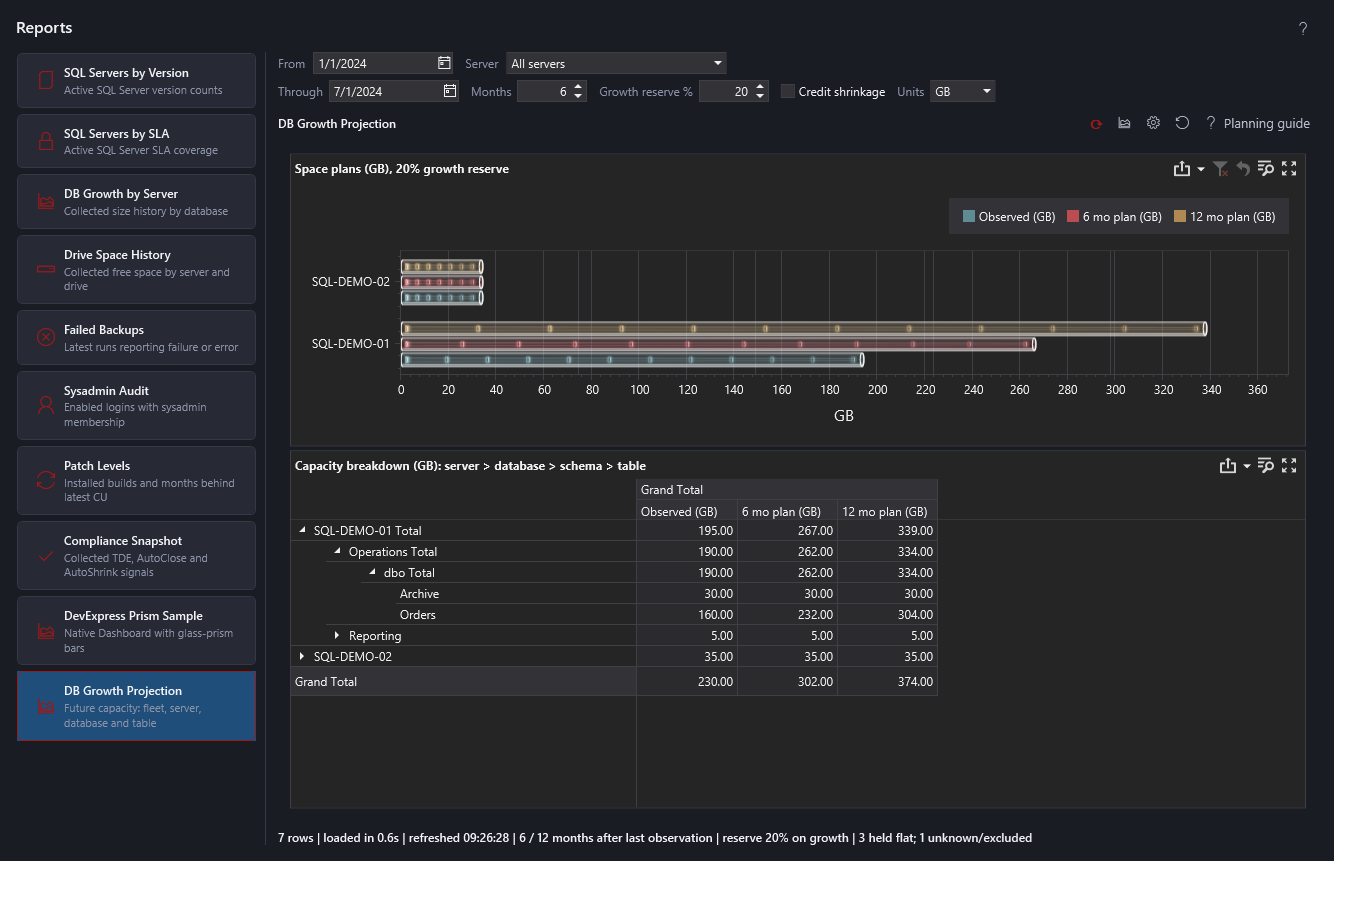 Reports
?
SQL Servers by Version
Active SQL Server version counts
SQL Servers by SLA
Active SQL Server SLA coverage
DB Growth by Server
Collected size history by database
Drive Space History
Collected free space by server and
drive
Failed Backups
Latest runs reporting failure or error
Sysadmin Audit
Enabled logins with sysadmin
membership
Patch Levels
Installed builds and months behind
latest CU
Compliance Snapshot
Collected TDE, AutoClose and
AutoShrink signals
DevExpress Prism Sample
Native Dashboard with glass-prism
bars
DB Growth Projection
Future capacity: fleet, server,
database and table
From 1/1/2024 Server All servers
Through 7/1/2024 Months 6 Growth reserve % 20 Credit shrinkage Units GB
DB Growth Projection ? Planning guide
Space plans (GB), 20% growth reserve
Observed (GB) 6 mo plan (GB) 12 mo plan (GB)
SQL-DEMO-02
SQL-DEMO-01
0 20 40 60 80 100 120 140 160 180 200 220 240 260 280 300 320 340 360
GB
Capacity breakdown (GB): server > database > schema > table
Grand Total
Observed (GB) 6 mo plan (GB) 12 mo plan (GB)
SQL-DEMO-01 Total 195.00 267.00 339.00
Operations Total 190.00 262.00 334.00
dbo Total 190.00 262.00 334.00
Archive 30.00 30.00 30.00
Orders 160.00 232.00 304.00
Reporting 5.00 5.00 5.00
SQL-DEMO-02 35.00 35.00 35.00
Grand Total 230.00 302.00 374.00
7 rows | loaded in 0.6s | refreshed 09:26:28 | 6 / 12 months after last observation | reserve 20% on growth | 3 held flat; 1 unknown/excluded